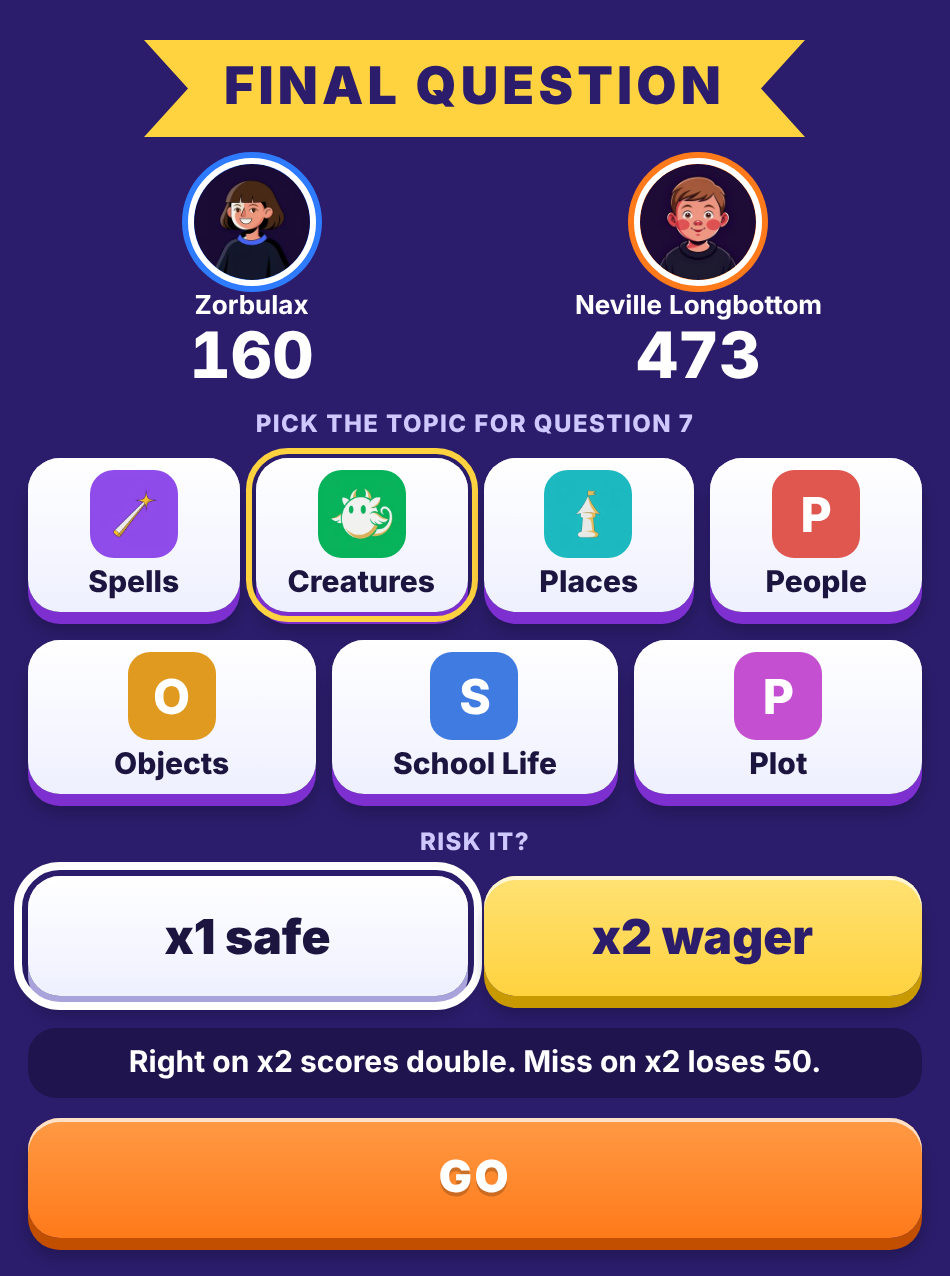 FINAL QUESTION
Zorbulax
Neville Longbottom
160
473
PICK THE TOPIC FOR QUESTION 7
Spells
Creatures
Places
P
People
O
Objects
S
School Life
P
Plot
RISK IT?
x1 safe
x2 wager
Right on x2 scores double. Miss on x2 loses 50.
GO